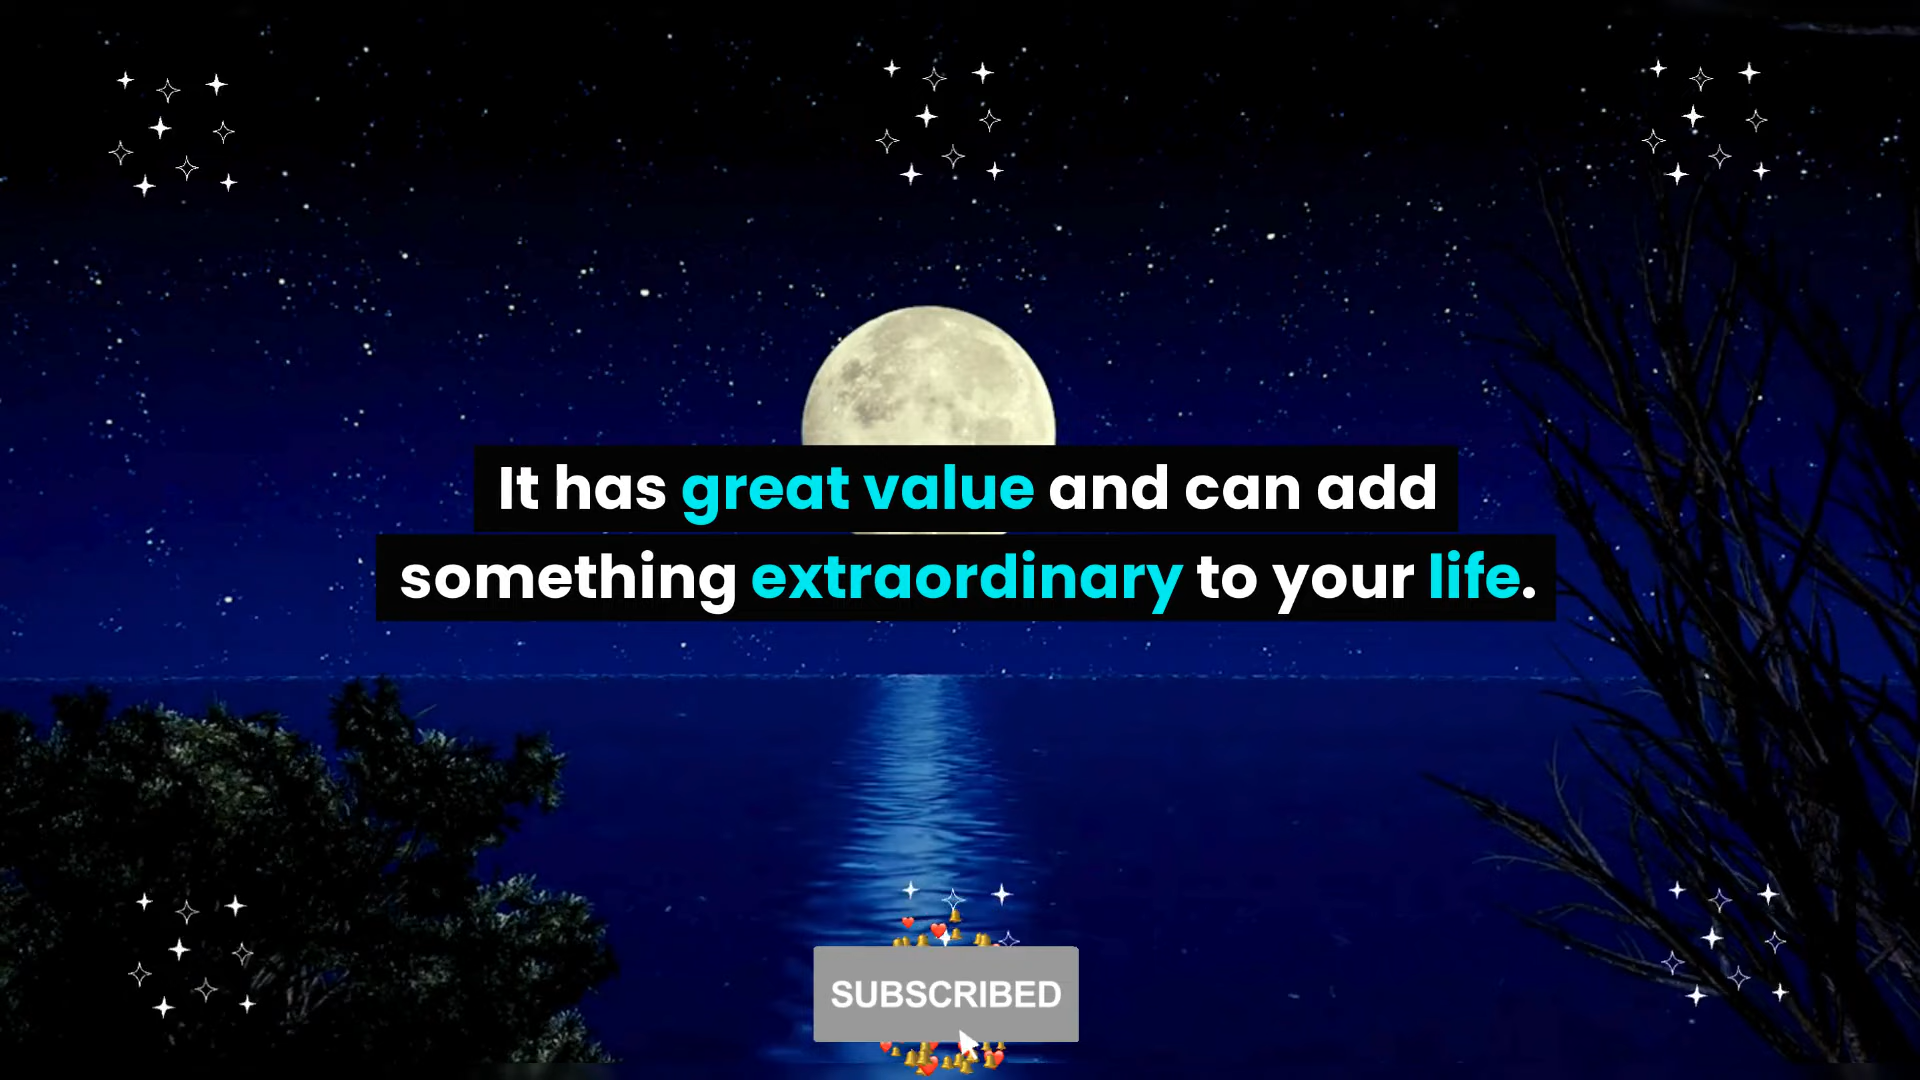 It has great value and can add
something extraordinary to your life.
SUBSCRIBED